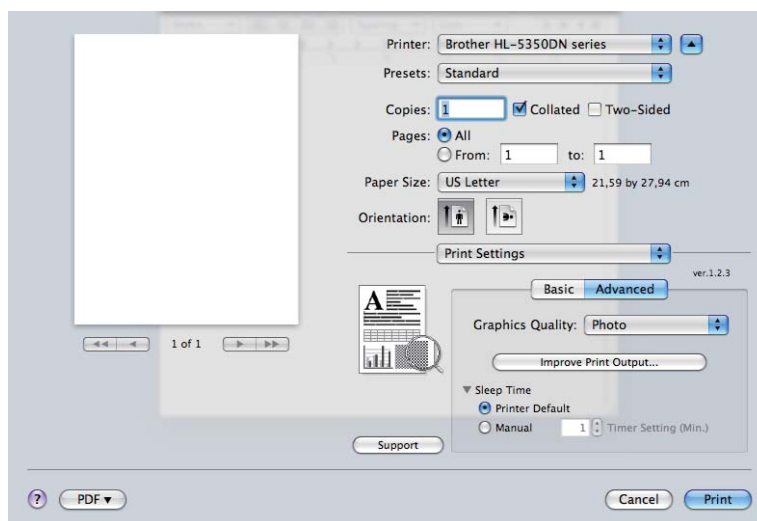 Printer: Brother HL-5350DN series
Presets: Standard
Copies: 1 Collated Two-Sided
Pages: All
From: 1 to: 1
Paper Size: US Letter 21,59 by 27,94 cm
Orientation:
Print Settings
ver.1.2.3
Basic Advanced
Graphics Quality: Photo
1 of 1
Improve Print Output...
Sleep Time
Printer Default
Manual 1 Timer Setting (Min.)
Support
? PDF Cancel Print